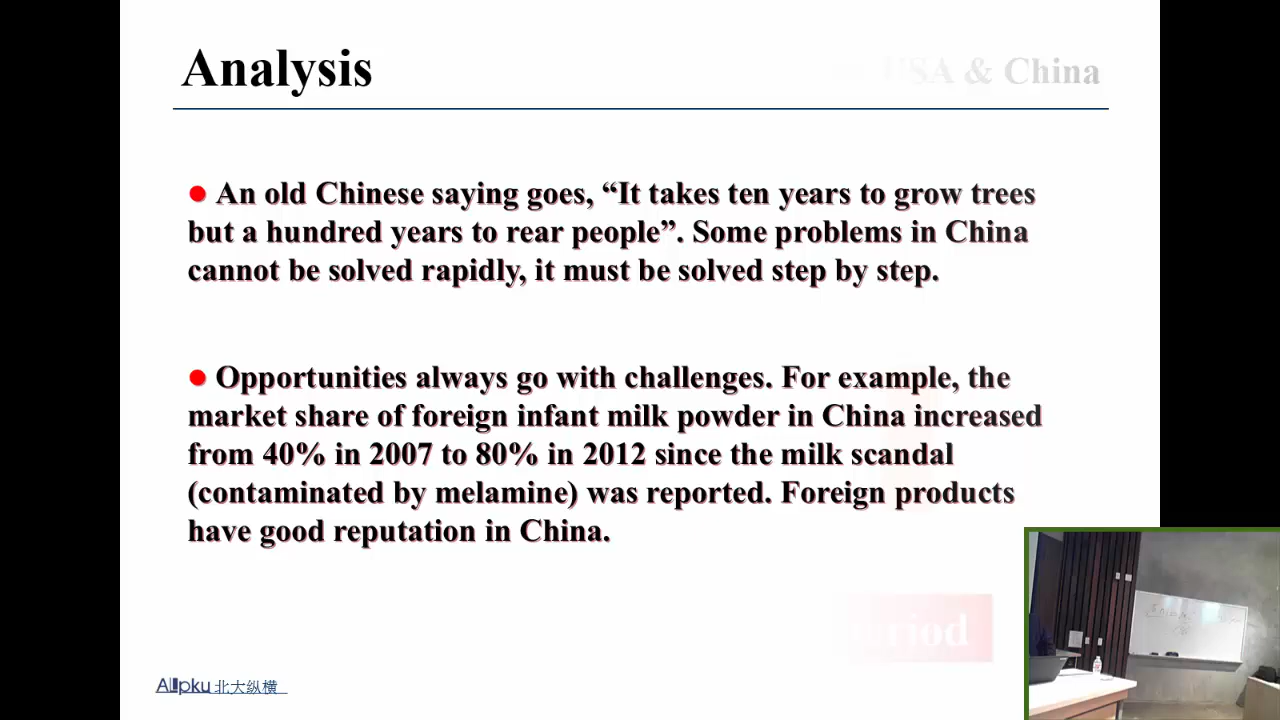 Analysis
USA & China
● An old Chinese saying goes, “It takes ten years to grow trees
but a hundred years to rear people”. Some problems in China
cannot be solved rapidly, it must be solved step by step.
● Opportunities always go with challenges. For example, the
market share of foreign infant milk powder in China increased
from 40% in 2007 to 80% in 2012 since the milk scandal
(contaminated by melamine) was reported. Foreign products
have good reputation in China.
Allpku 北大纵横